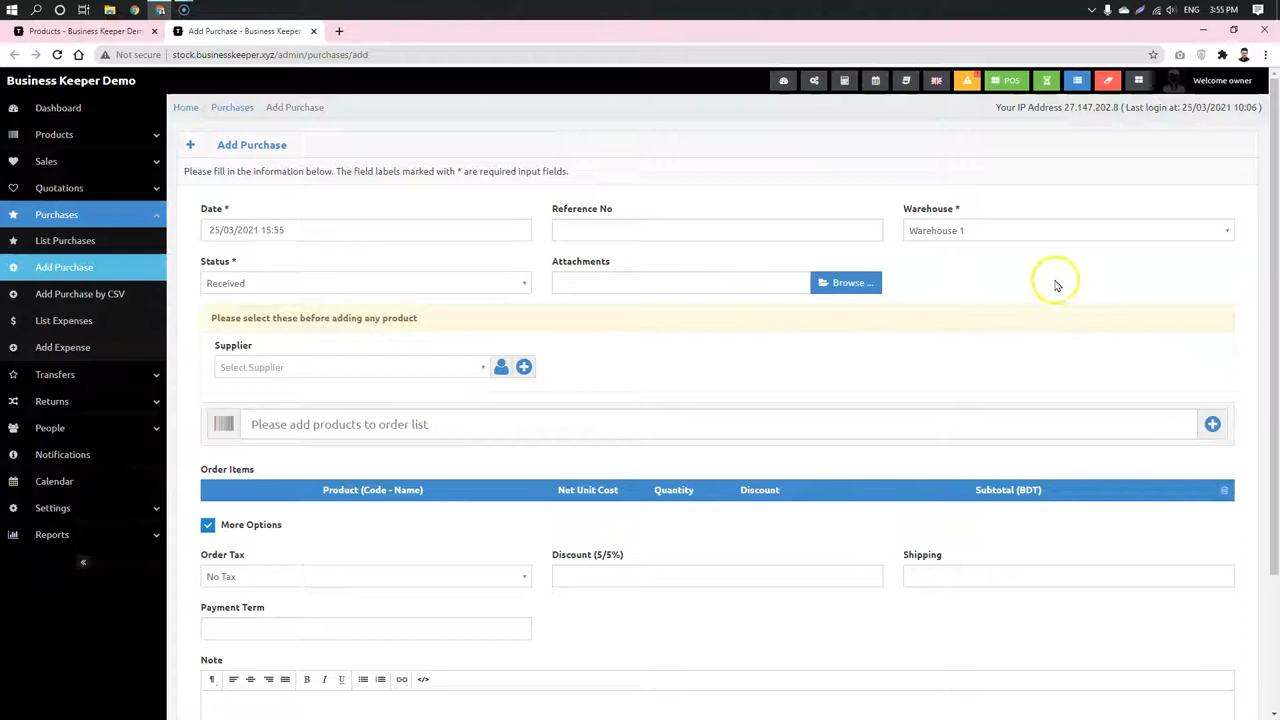 ENG 3:55 PM
Products - Business Keeper Dem
Add Purchase - Business Keeper
Not secure stock.businesskeeper.xyz/admin/purchases/add
Business Keeper Demo
POS
Welcome owner
Dashboard
Products
Sales
Quotations
Purchases
List Purchases
Add Purchase
Add Purchase by CSV
List Expenses
Add Expense
Transfers
Returns
People
Notifications
Calendar
Settings
Reports
Home Purchases Add Purchase
Your IP Address 27.147.202.8 ( Last login at: 25/03/2021 10:06 )
Add Purchase
Please fill in the information below. The field labels marked with * are required input fields.
Date * Reference No Warehouse *
25/03/2021 15:55 Warehouse 1
Status * Attachments
Received Browse ...
Please select these before adding any product
Supplier
Select Supplier
Please add products to order list
Order Items
Product (Code - Name) Net Unit Cost Quantity Discount Subtotal (BDT)
More Options
Order Tax Discount (5/5%) Shipping
No Tax
Payment Term
Note